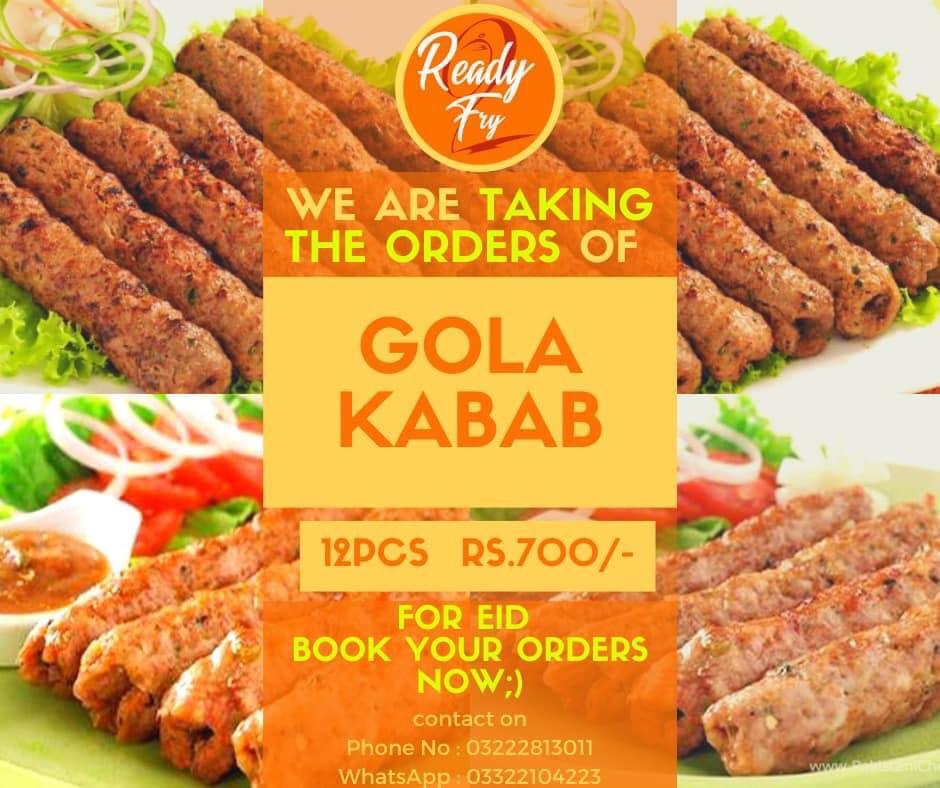 Ready
Fry
WE ARE TAKING
THE ORDERS OF
GOLA
KABAB
12PCS RS.700/-
FOR EID
BOOK YOUR ORDERS
NOW;)
contact on
Phone No : 03222813011
WhatsApp : 03322104223